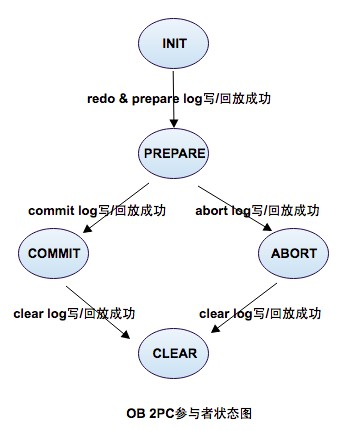 INIT
redo & prepare log写/回放成功
PREPARE
commit log写/回放成功
abort log写/回放成功
COMMIT
ABORT
clear log写/回放成功
clear log写/回放成功
CLEAR
OB 2PC参与者状态图